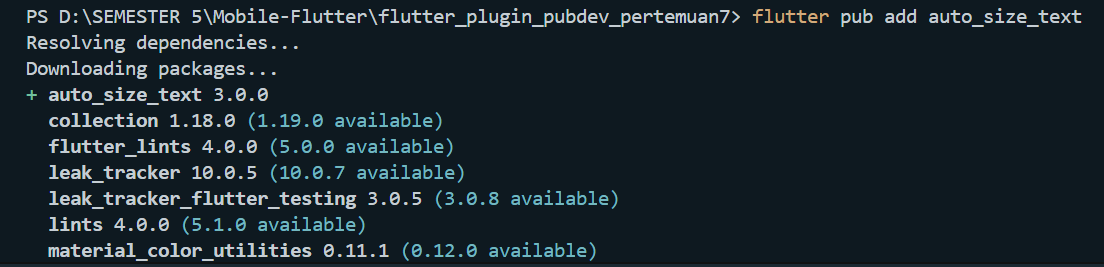 PS D:\SEMESTER 5\Mobile-Flutter\flutter_plugin_pubdev_pertemuan7> flutter pub add auto_size_text
Resolving dependencies...
Downloading packages...
+ auto_size_text 3.0.0
collection 1.18.0 (1.19.0 available)
flutter_lints 4.0.0 (5.0.0 available)
leak_tracker 10.0.5 (10.0.7 available)
leak_tracker_flutter_testing 3.0.5 (3.0.8 available)
lints 4.0.0 (5.1.0 available)
material_color_utilities 0.11.1 (0.12.0 available)